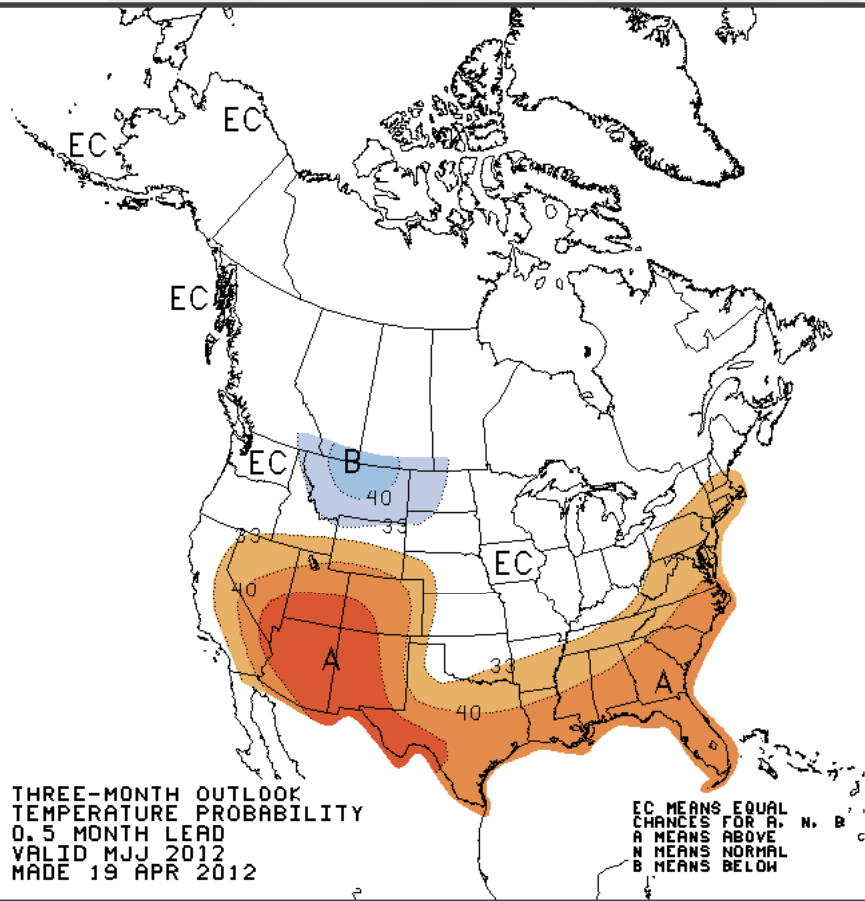 EC
EC
EC
EC
B
40
33
33
EC
40
A
33
A
40
THREE-MONTH OUTLOOK
TEMPERATURE PROBABILITY
0.5 MONTH LEAD
VALID MJJ 2012
MADE 19 APR 2012
EC MEANS EQUAL
CHANCES FOR A, N, B
A MEANS ABOVE
N MEANS NORMAL
B MEANS BELOW